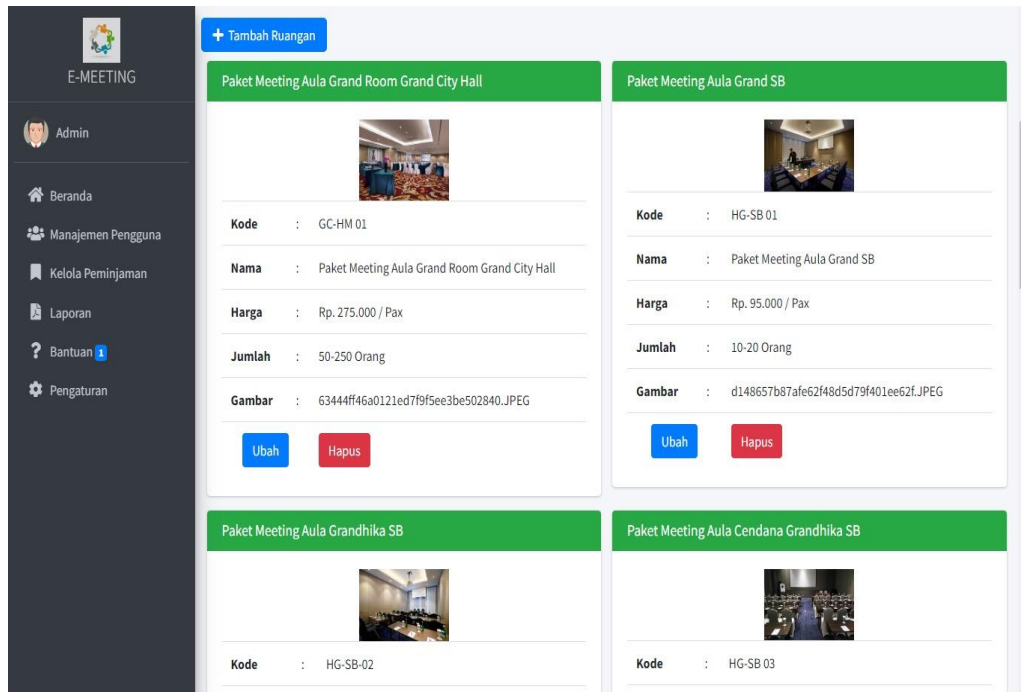 E-MEETING
Admin
Beranda
Manajemen Pengguna
Kelola Peminjaman
Laporan
Bantuan 1
Pengaturan
+ Tambah Ruangan
Paket Meeting Aula Grand Room Grand City Hall
Kode : GC-HM 01
Nama : Paket Meeting Aula Grand Room Grand City Hall
Harga : Rp. 275.000 / Pax
Jumlah : 50-250 Orang
Gambar : 63444ff46a0121ed7f9f5ee3be502840.JPEG
Ubah Hapus
Paket Meeting Aula Grand SB
Kode : HG-SB 01
Nama : Paket Meeting Aula Grand SB
Harga : Rp. 95.000 / Pax
Jumlah : 10-20 Orang
Gambar : d148657b87afe62f48d5d79f401ee62f.JPEG
Ubah Hapus
Paket Meeting Aula Grandhika SB
Kode : HG-SB-02
Paket Meeting Aula Cendana Grandhika SB
Kode : HG-SB 03